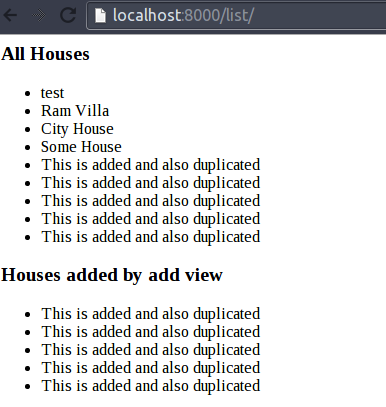 localhost:8000/list/
All Houses
test
Ram Villa
City House
Some House
This is added and also duplicated
This is added and also duplicated
This is added and also duplicated
This is added and also duplicated
This is added and also duplicated
Houses added by add view
This is added and also duplicated
This is added and also duplicated
This is added and also duplicated
This is added and also duplicated
This is added and also duplicated